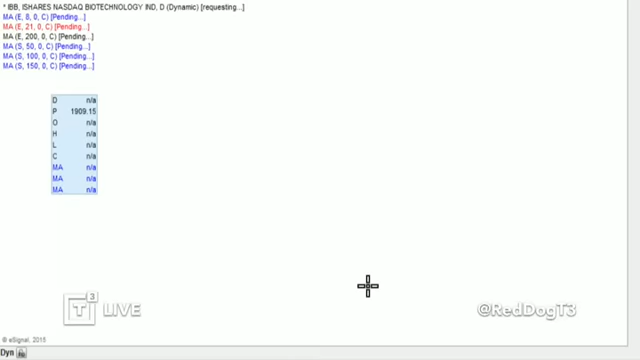 * IBB, ISHARES NASDAQ BIOTECHNOLOGY IND, D (Dynamic) [requesting...]
MA (E, 8, 0, C) [Pending...]
MA (E, 21, 0, C) [Pending...]
MA (E, 200, 0, C) [Pending...]
MA (S, 50, 0, C) [Pending...]
MA (S, 100, 0, C) [Pending...]
MA (S, 150, 0, C) [Pending...]
D n/a
P 1909.15
O n/a
H n/a
L n/a
C n/a
MA n/a
MA n/a
MA n/a
T3 LIVE
@RedDogT3
© eSignal, 2015
Dyn